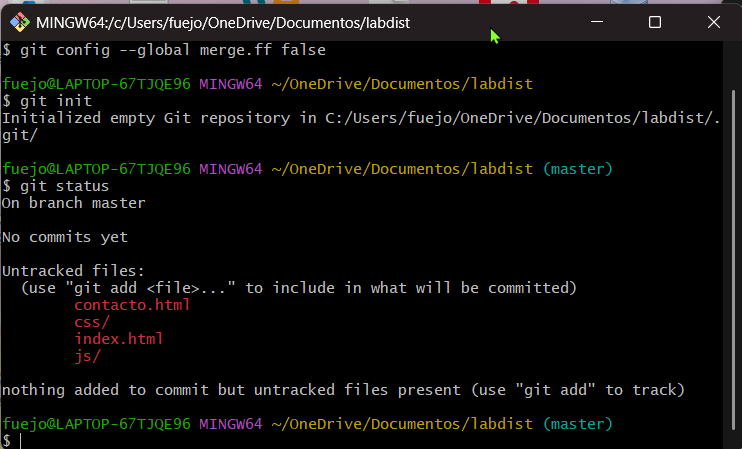 MINGW64:/c/Users/fuejo/OneDrive/Documentos/labdist
$ git config --global merge.ff false
fuejo@LAPTOP-67TJQE96 MINGW64 ~/OneDrive/Documentos/labdist
$ git init
Initialized empty Git repository in C:/Users/fuejo/OneDrive/Documentos/labdist/.
git/
fuejo@LAPTOP-67TJQE96 MINGW64 ~/OneDrive/Documentos/labdist (master)
$ git status
On branch master
No commits yet
Untracked files:
  (use "git add <file>..." to include in what will be committed)
        contacto.html
        css/
        index.html
        js/
nothing added to commit but untracked files present (use "git add" to track)
fuejo@LAPTOP-67TJQE96 MINGW64 ~/OneDrive/Documentos/labdist (master)
$